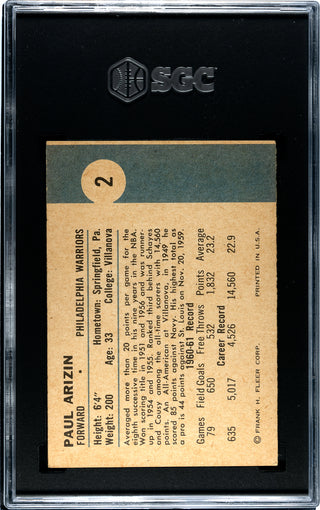 SGC
2
PAUL ARIZIN
FORWARD • PHILADELPHIA WARRIORS
Height: 6'4" Hometown: Springfield, Pa.
Weight: 200 Age: 33 College: Villanova
Averaged more than 20 points per game for the
eighth successive time in his nine years in the NBA.
Won scoring title in 1951 and 1956 and was runner-
up in 1954 and 1955. Ranked third behind Schayes
and Cousy among the all-time scorers with 14,560
points. An All-American at Villanova, in 1949 he
scored 85 points against Navy. His highest total as
a pro is 44 points against St. Louis on Nov. 20, 1959.
1960-61 Record
Games Field Goals Free Throws Points Average
79 650 532 1,832 23.2
Career Record
635 5,017 4,526 14,560 22.9
© FRANK H. FLEER CORP. PRINTED IN U.S.A.